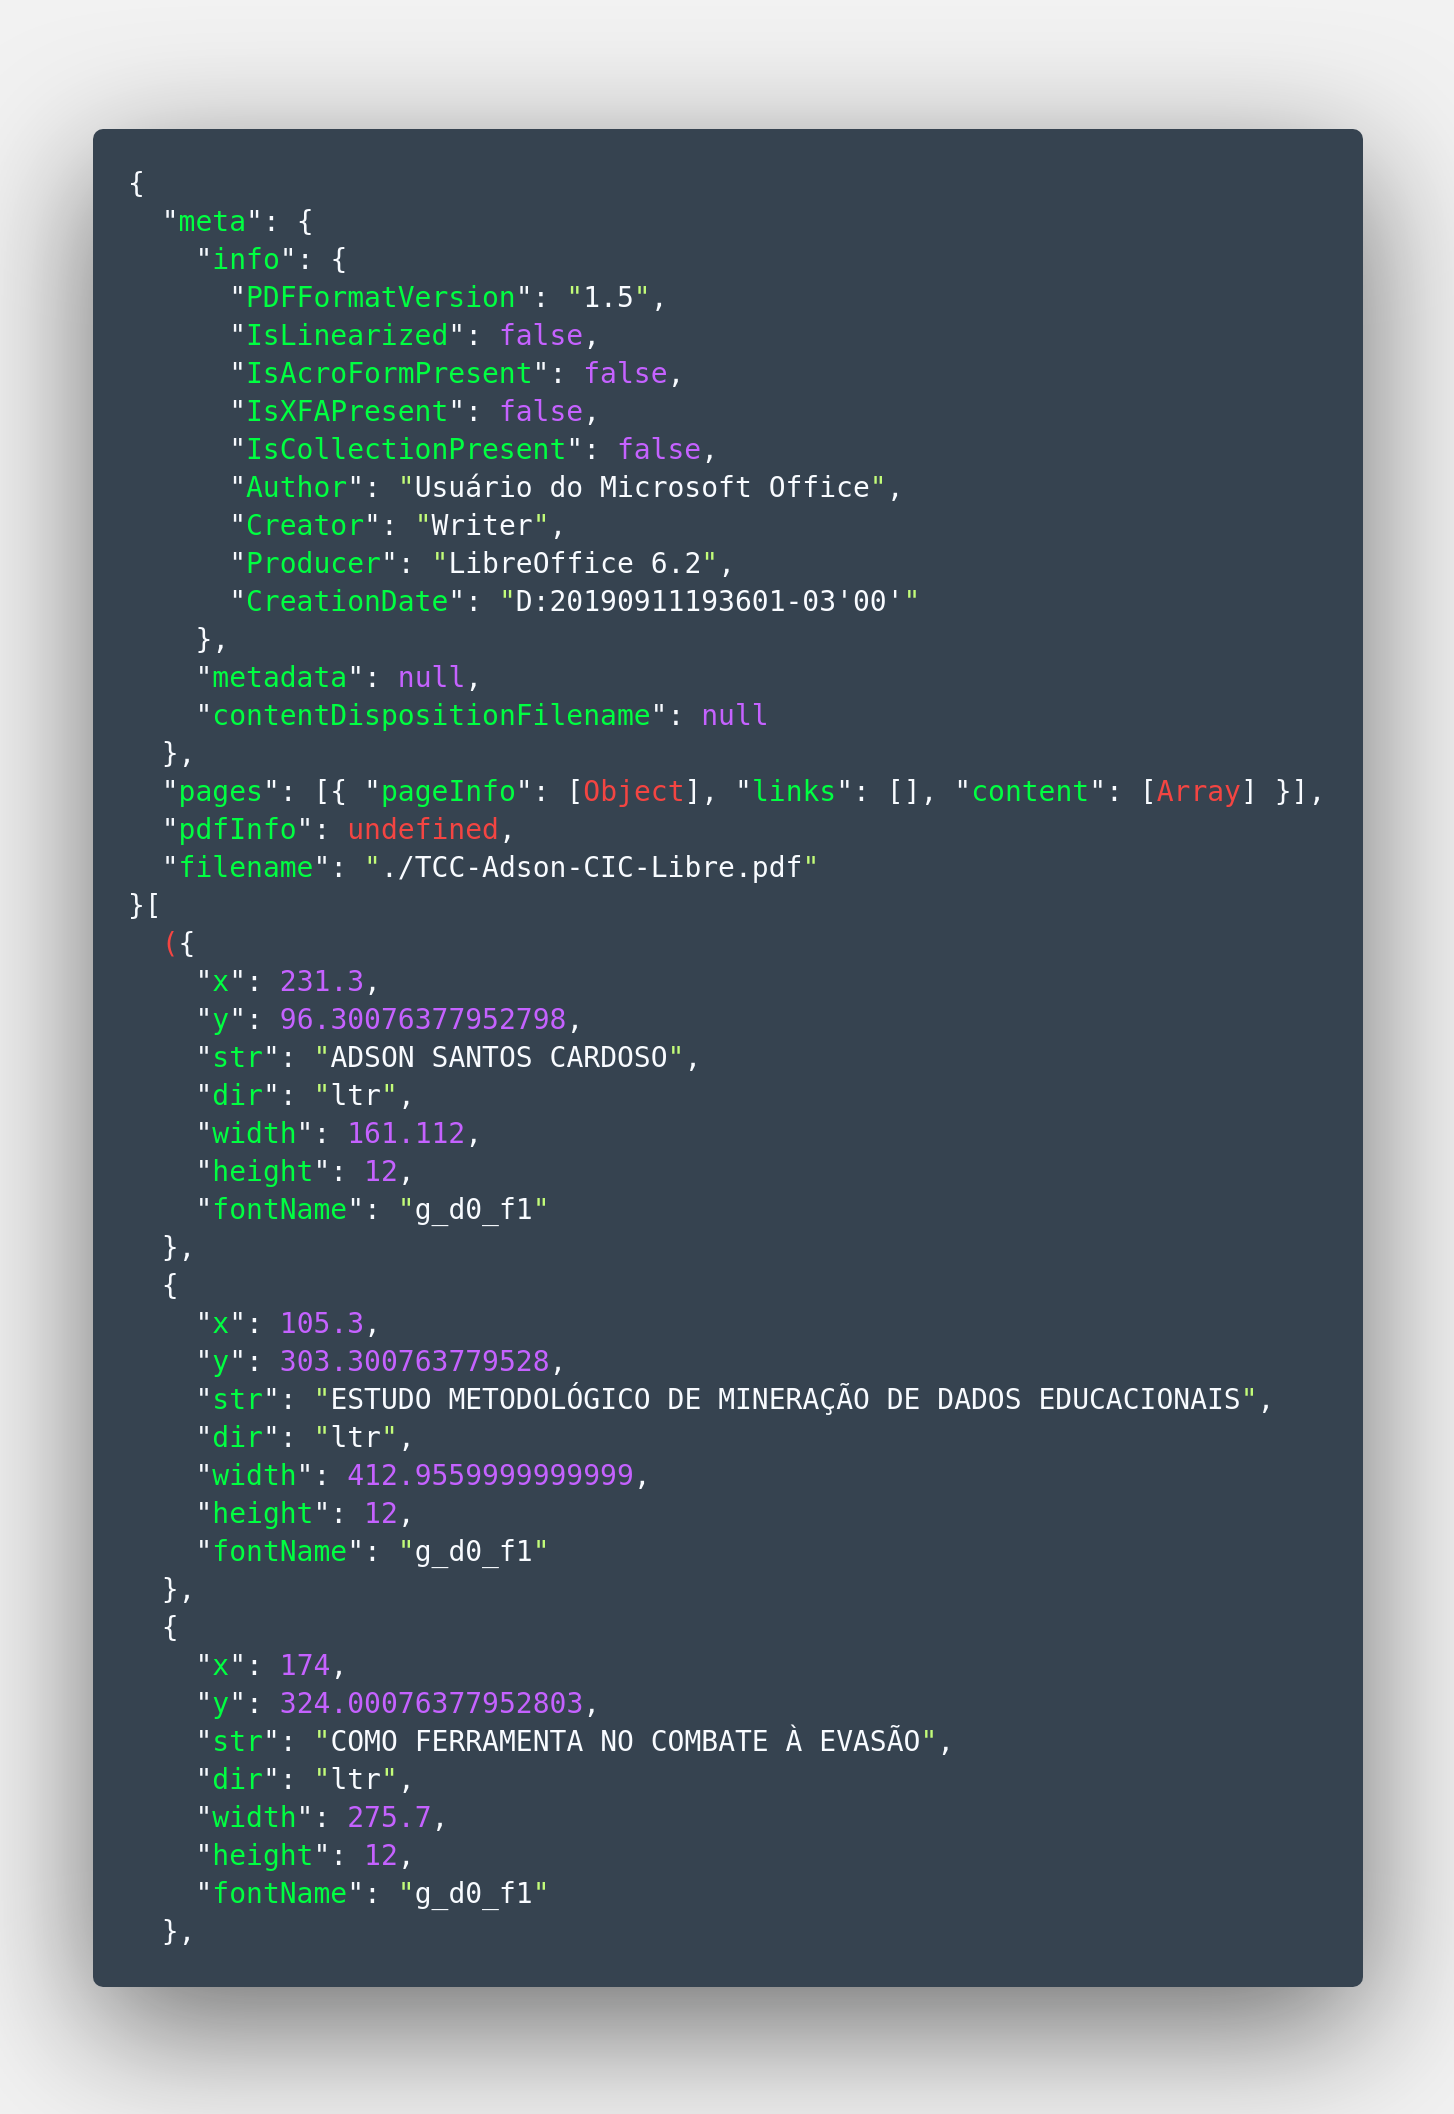 {
  "meta": {
    "info": {
      "PDFFormatVersion": "1.5",
      "IsLinearized": false,
      "IsAcroFormPresent": false,
      "IsXFAPresent": false,
      "IsCollectionPresent": false,
      "Author": "Usuário do Microsoft Office",
      "Creator": "Writer",
      "Producer": "LibreOffice 6.2",
      "CreationDate": "D:20190911193601-03'00'"
    },
    "metadata": null,
    "contentDispositionFilename": null
  },
  "pages": [{ "pageInfo": [Object], "links": [], "content": [Array] }],
  "pdfInfo": undefined,
  "filename": "./TCC-Adson-CIC-Libre.pdf"
}[
  ({
    "x": 231.3,
    "y": 96.30076377952798,
    "str": "ADSON SANTOS CARDOSO",
    "dir": "ltr",
    "width": 161.112,
    "height": 12,
    "fontName": "g_d0_f1"
  },
  {
    "x": 105.3,
    "y": 303.300763779528,
    "str": "ESTUDO METODOLÓGICO DE MINERAÇÃO DE DADOS EDUCACIONAIS",
    "dir": "ltr",
    "width": 412.9559999999999,
    "height": 12,
    "fontName": "g_d0_f1"
  },
  {
    "x": 174,
    "y": 324.00076377952803,
    "str": "COMO FERRAMENTA NO COMBATE À EVASÃO",
    "dir": "ltr",
    "width": 275.7,
    "height": 12,
    "fontName": "g_d0_f1"
  },